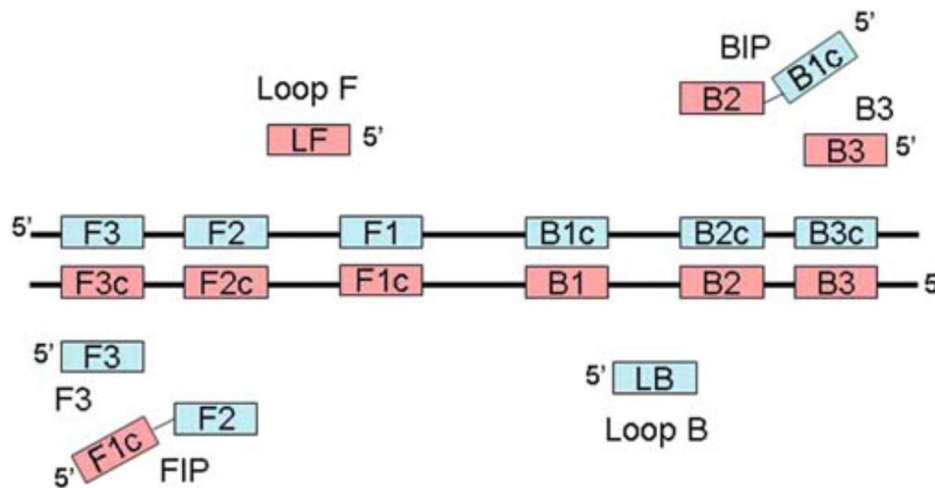 5’
BIP
B1c
Loop F
B2
B3
LF 5’
B3 5’
5’ F3 F2 F1 B1c B2c B3c
F3c F2c F1c B1 B2 B3 5’
5’ F3
5’ LB
F3
F2
Loop B
F1c
5’ FIP